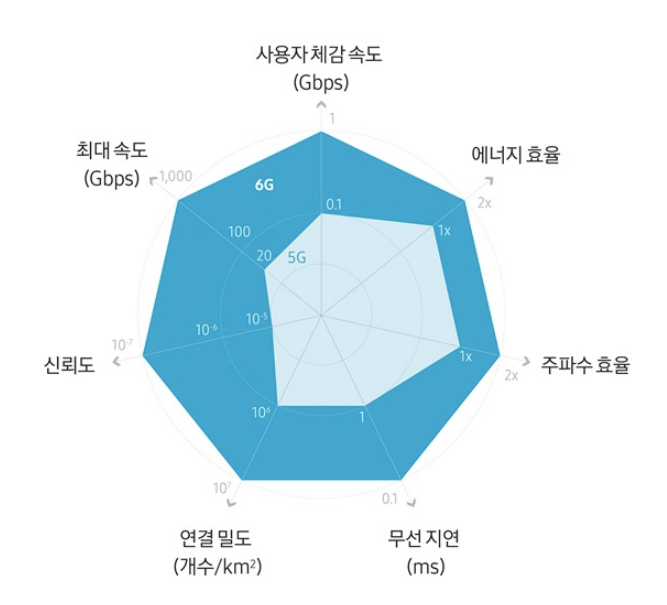 사용자 체감 속도
(Gbps)
1
최대 속도
(Gbps)
1,000
에너지 효율
2x
6G
0.1
1x
100
20
5G
10⁻⁵
10⁻⁶
10⁻⁷
신뢰도
1x
2x
주파수 효율
10⁶
1
10⁷
0.1
연결 밀도
(개수/km²)
무선 지연
(ms)